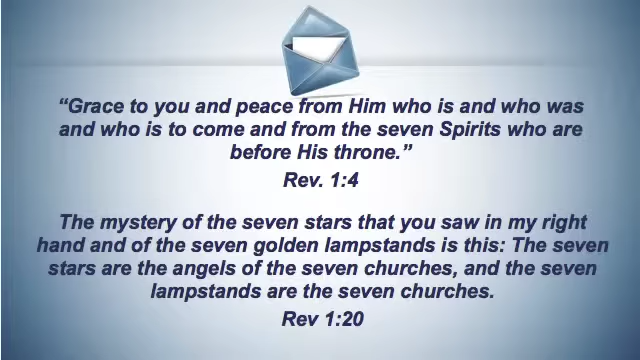 “Grace to you and peace from Him who is and who was
and who is to come and from the seven Spirits who are
before His throne.”
Rev. 1:4
The mystery of the seven stars that you saw in my right
hand and of the seven golden lampstands is this: The seven
stars are the angels of the seven churches, and the seven
lampstands are the seven churches.
Rev 1:20